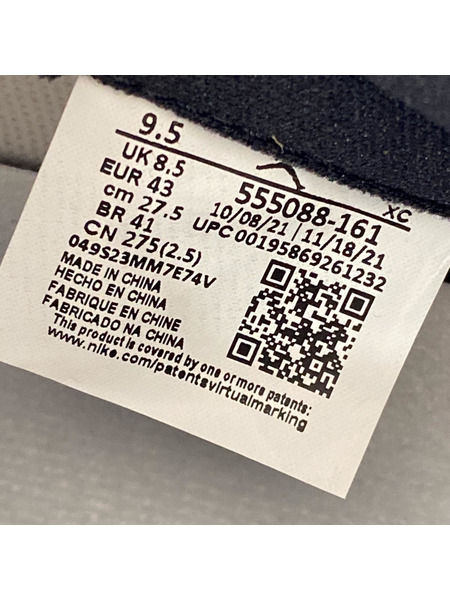 9.5
UK 8.5
EUR 43
cm 27.5
BR 41
CN 275(2.5)
049S23MM7E74V
MADE IN CHINA
HECHO EN CHINA
FABRIQUE EN CHINE
FABRICADO NA CHINA
This product is covered by one or more patents:
www.nike.com/patentsvirtualmarking
XC
555088-161
10/08/21 | 11/18/21
UPC 00195869261232